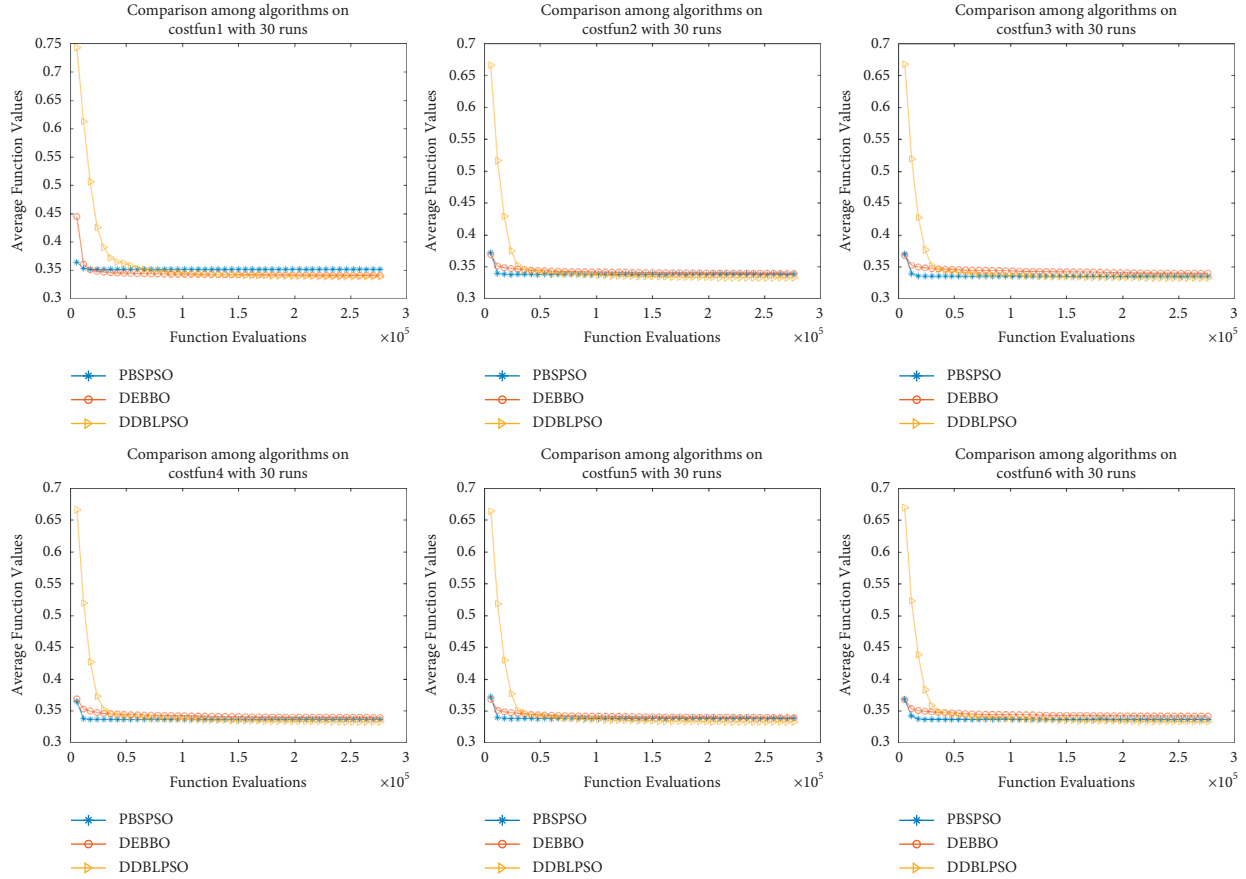 Comparison among algorithms on
costfun1 with 30 runs
0.75
0.7
0.65
0.6
0.55
0.5
0.45
0.4
0.35
0.3
Average Function Values
0 0.5 1 1.5 2 2.5 3
Function Evaluations ×10^5
PBSPSO
DEBBO
DDBLPSO
Comparison among algorithms on
costfun2 with 30 runs
0.7
0.65
0.6
0.55
0.5
0.45
0.4
0.35
0.3
Average Function Values
0 0.5 1 1.5 2 2.5 3
Function Evaluations ×10^5
PBSPSO
DEBBO
DDBLPSO
Comparison among algorithms on
costfun3 with 30 runs
0.7
0.65
0.6
0.55
0.5
0.45
0.4
0.35
0.3
Average Function Values
0 0.5 1 1.5 2 2.5 3
Function Evaluations ×10^5
PBSPSO
DEBBO
DDBLPSO
Comparison among algorithms on
costfun4 with 30 runs
0.7
0.65
0.6
0.55
0.5
0.45
0.4
0.35
0.3
Average Function Values
0 0.5 1 1.5 2 2.5 3
Function Evaluations ×10^5
PBSPSO
DEBBO
DDBLPSO
Comparison among algorithms on
costfun5 with 30 runs
0.7
0.65
0.6
0.55
0.5
0.45
0.4
0.35
0.3
Average Function Values
0 0.5 1 1.5 2 2.5 3
Function Evaluations ×10^5
PBSPSO
DEBBO
DDBLPSO
Comparison among algorithms on
costfun6 with 30 runs
0.7
0.65
0.6
0.55
0.5
0.45
0.4
0.35
0.3
Average Function Values
0 0.5 1 1.5 2 2.5 3
Function Evaluations ×10^5
PBSPSO
DEBBO
DDBLPSO